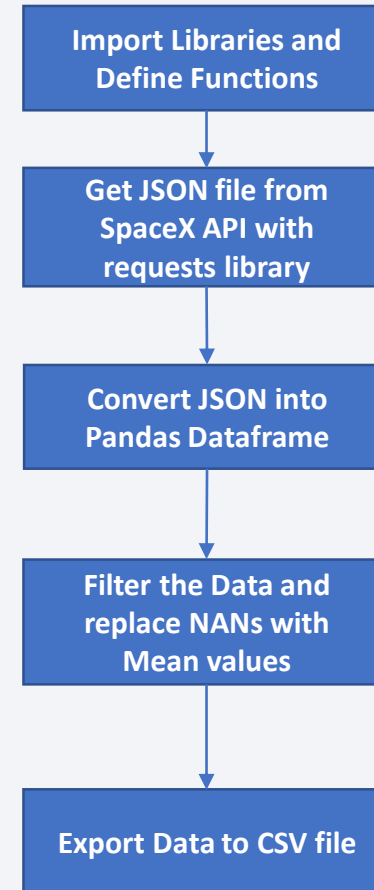 Import Libraries and
Define Functions
Get JSON file from
SpaceX API with
requests library
Convert JSON into
Pandas Dataframe
Filter the Data and
replace NANs with
Mean values
Export Data to CSV file